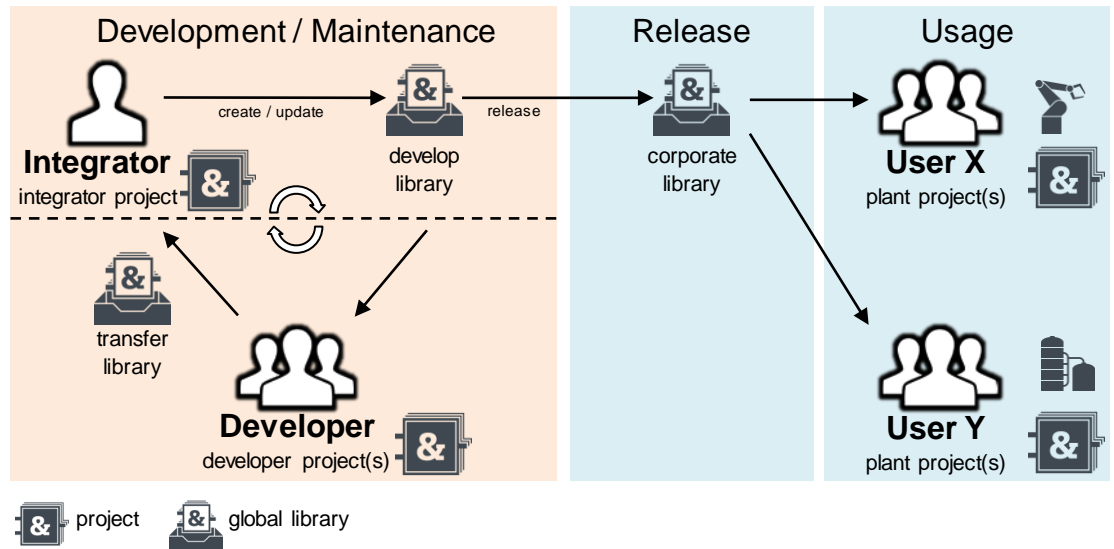 Development / Maintenance
Release
Usage
&
create / update
&
release
&
Integrator
integrator project
&
develop
library
corporate
library
User X
plant project(s)
&
&
transfer
library
Developer
developer project(s)
&
User Y
plant project(s)
&
& project
& global library